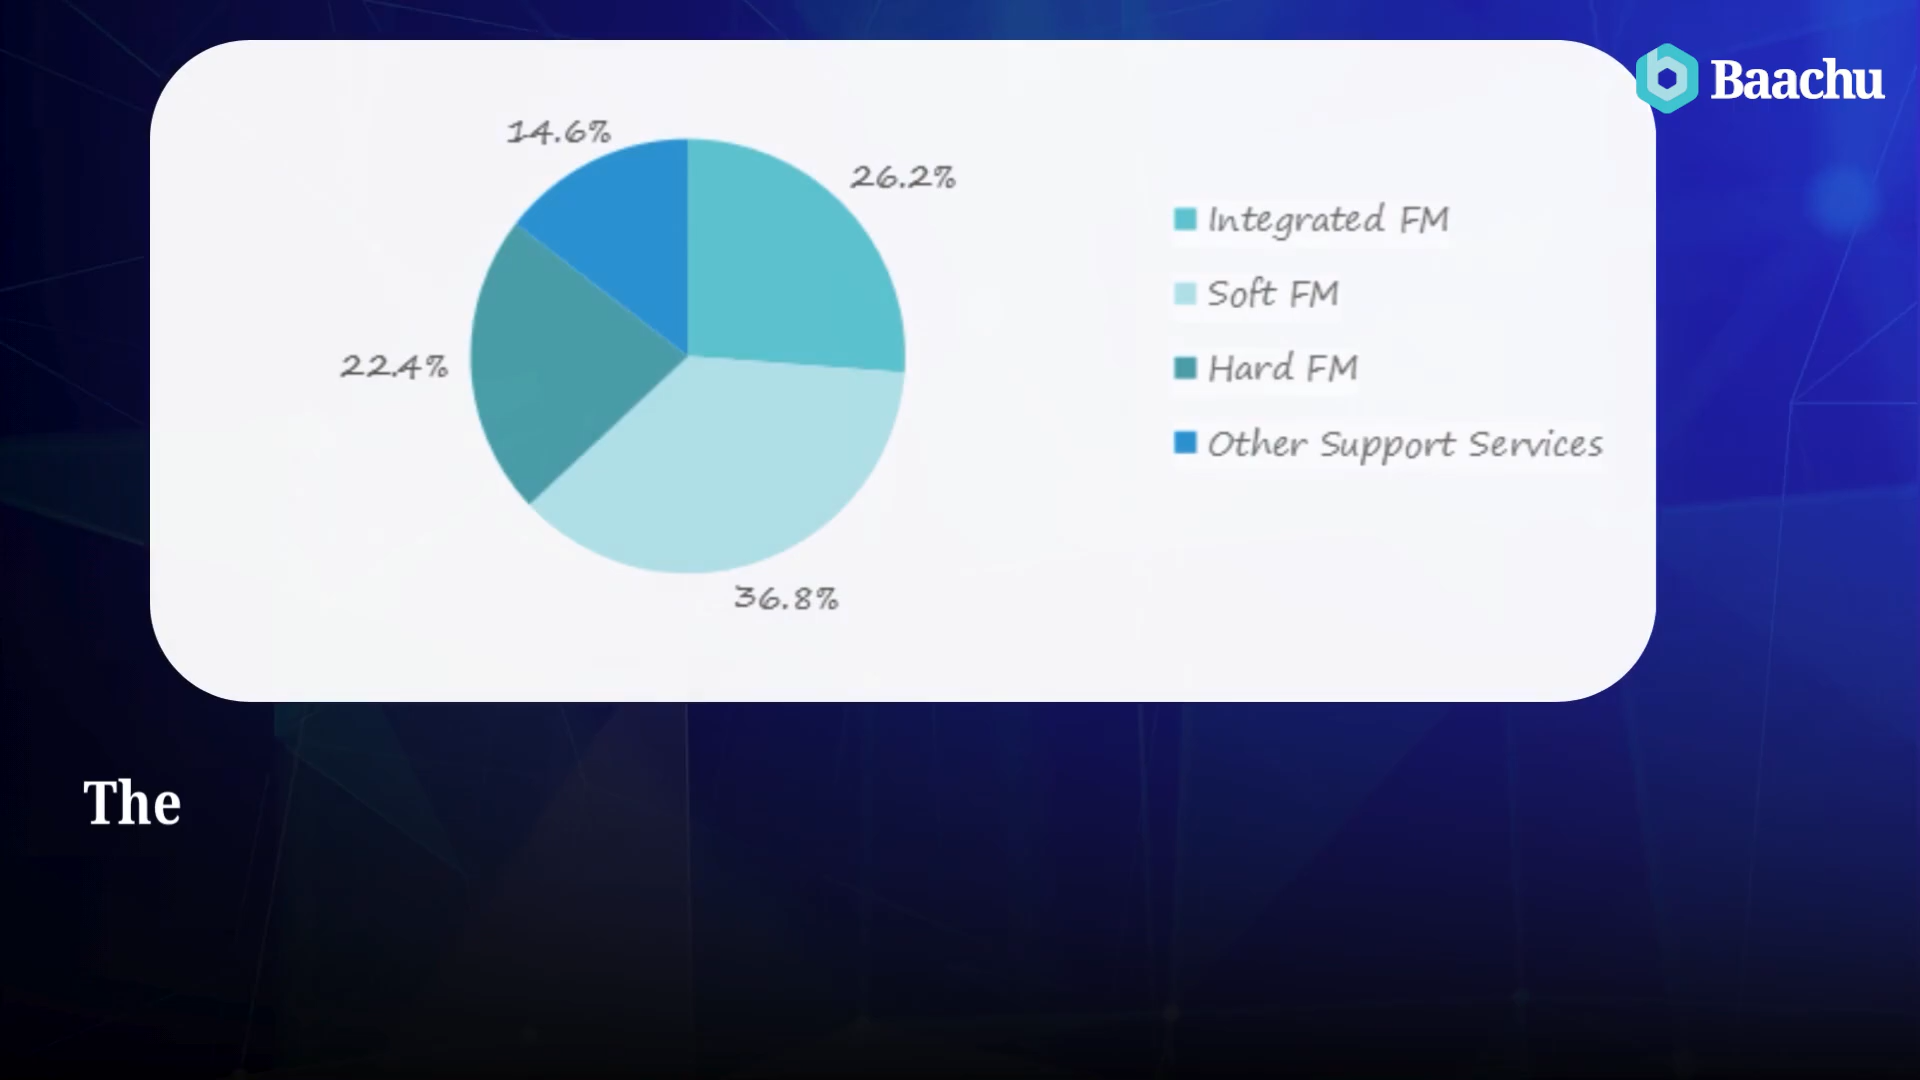 Baachu
14.6%
26.2%
22.4%
36.8%
Integrated FM
Soft FM
Hard FM
Other Support Services
The